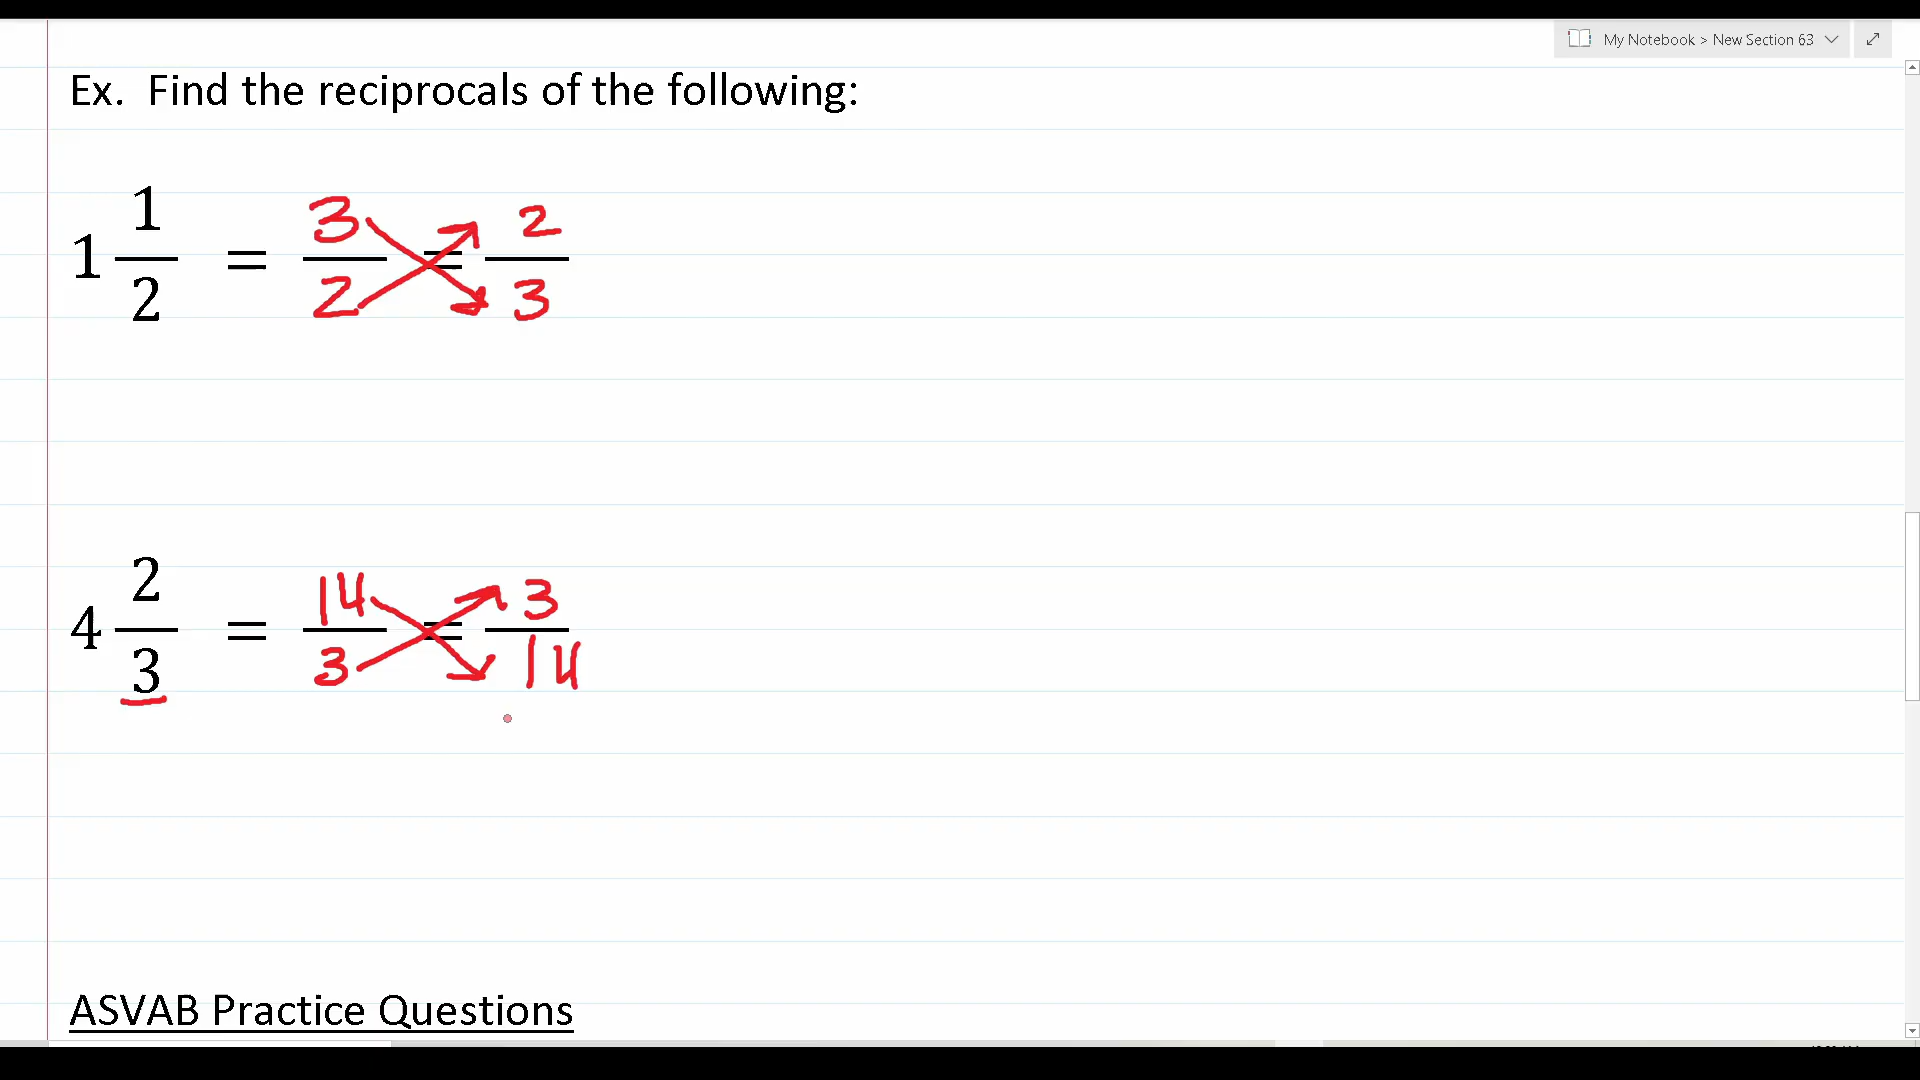 My Notebook > New Section 63
Ex. Find the reciprocals of the following:
1 1/2 = 3/2 = 2/3
4 2/3 = 14/3 = 3/14
ASVAB Practice Questions